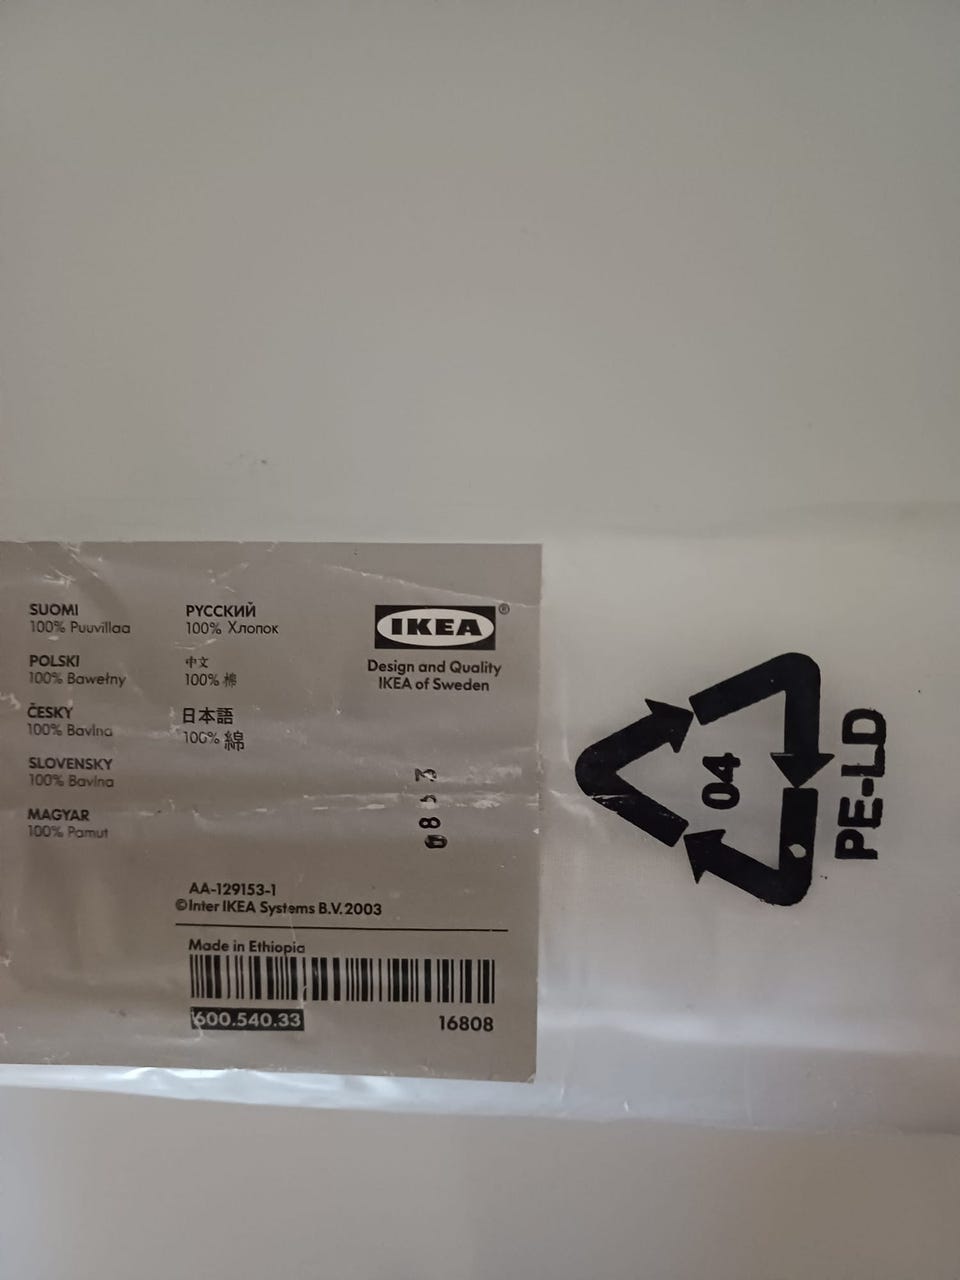 SUOMI
100% Puuvillaa
POLSKI
100% Bawełny
ČESKY
100% Bavlna
SLOVENSKY
100% Bavlna
MAGYAR
100% Pamut
РУССКИЙ
100% Хлопок
中文
100% 棉
日本語
100% 綿
IKEA®
Design and Quality
IKEA of Sweden
AA-129153-1
©Inter IKEA Systems B.V.2003
Made in Ethiopia
600.540.33
16808
04
PE-LD